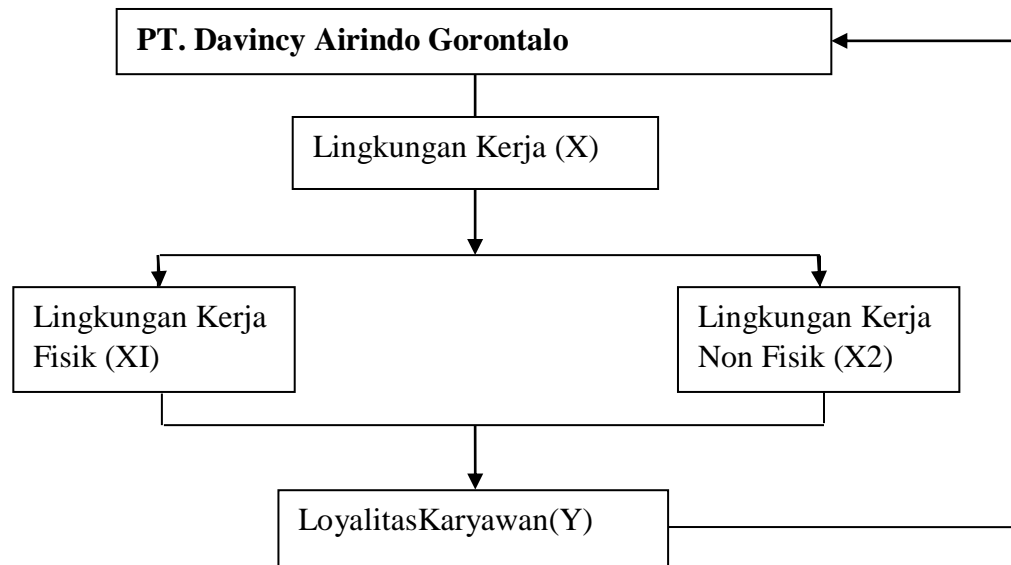 PT. Davincy Airindo Gorontalo
Lingkungan Kerja (X)
Lingkungan Kerja
Fisik (XI)
Lingkungan Kerja
Non Fisik (X2)
LoyalitasKaryawan(Y)